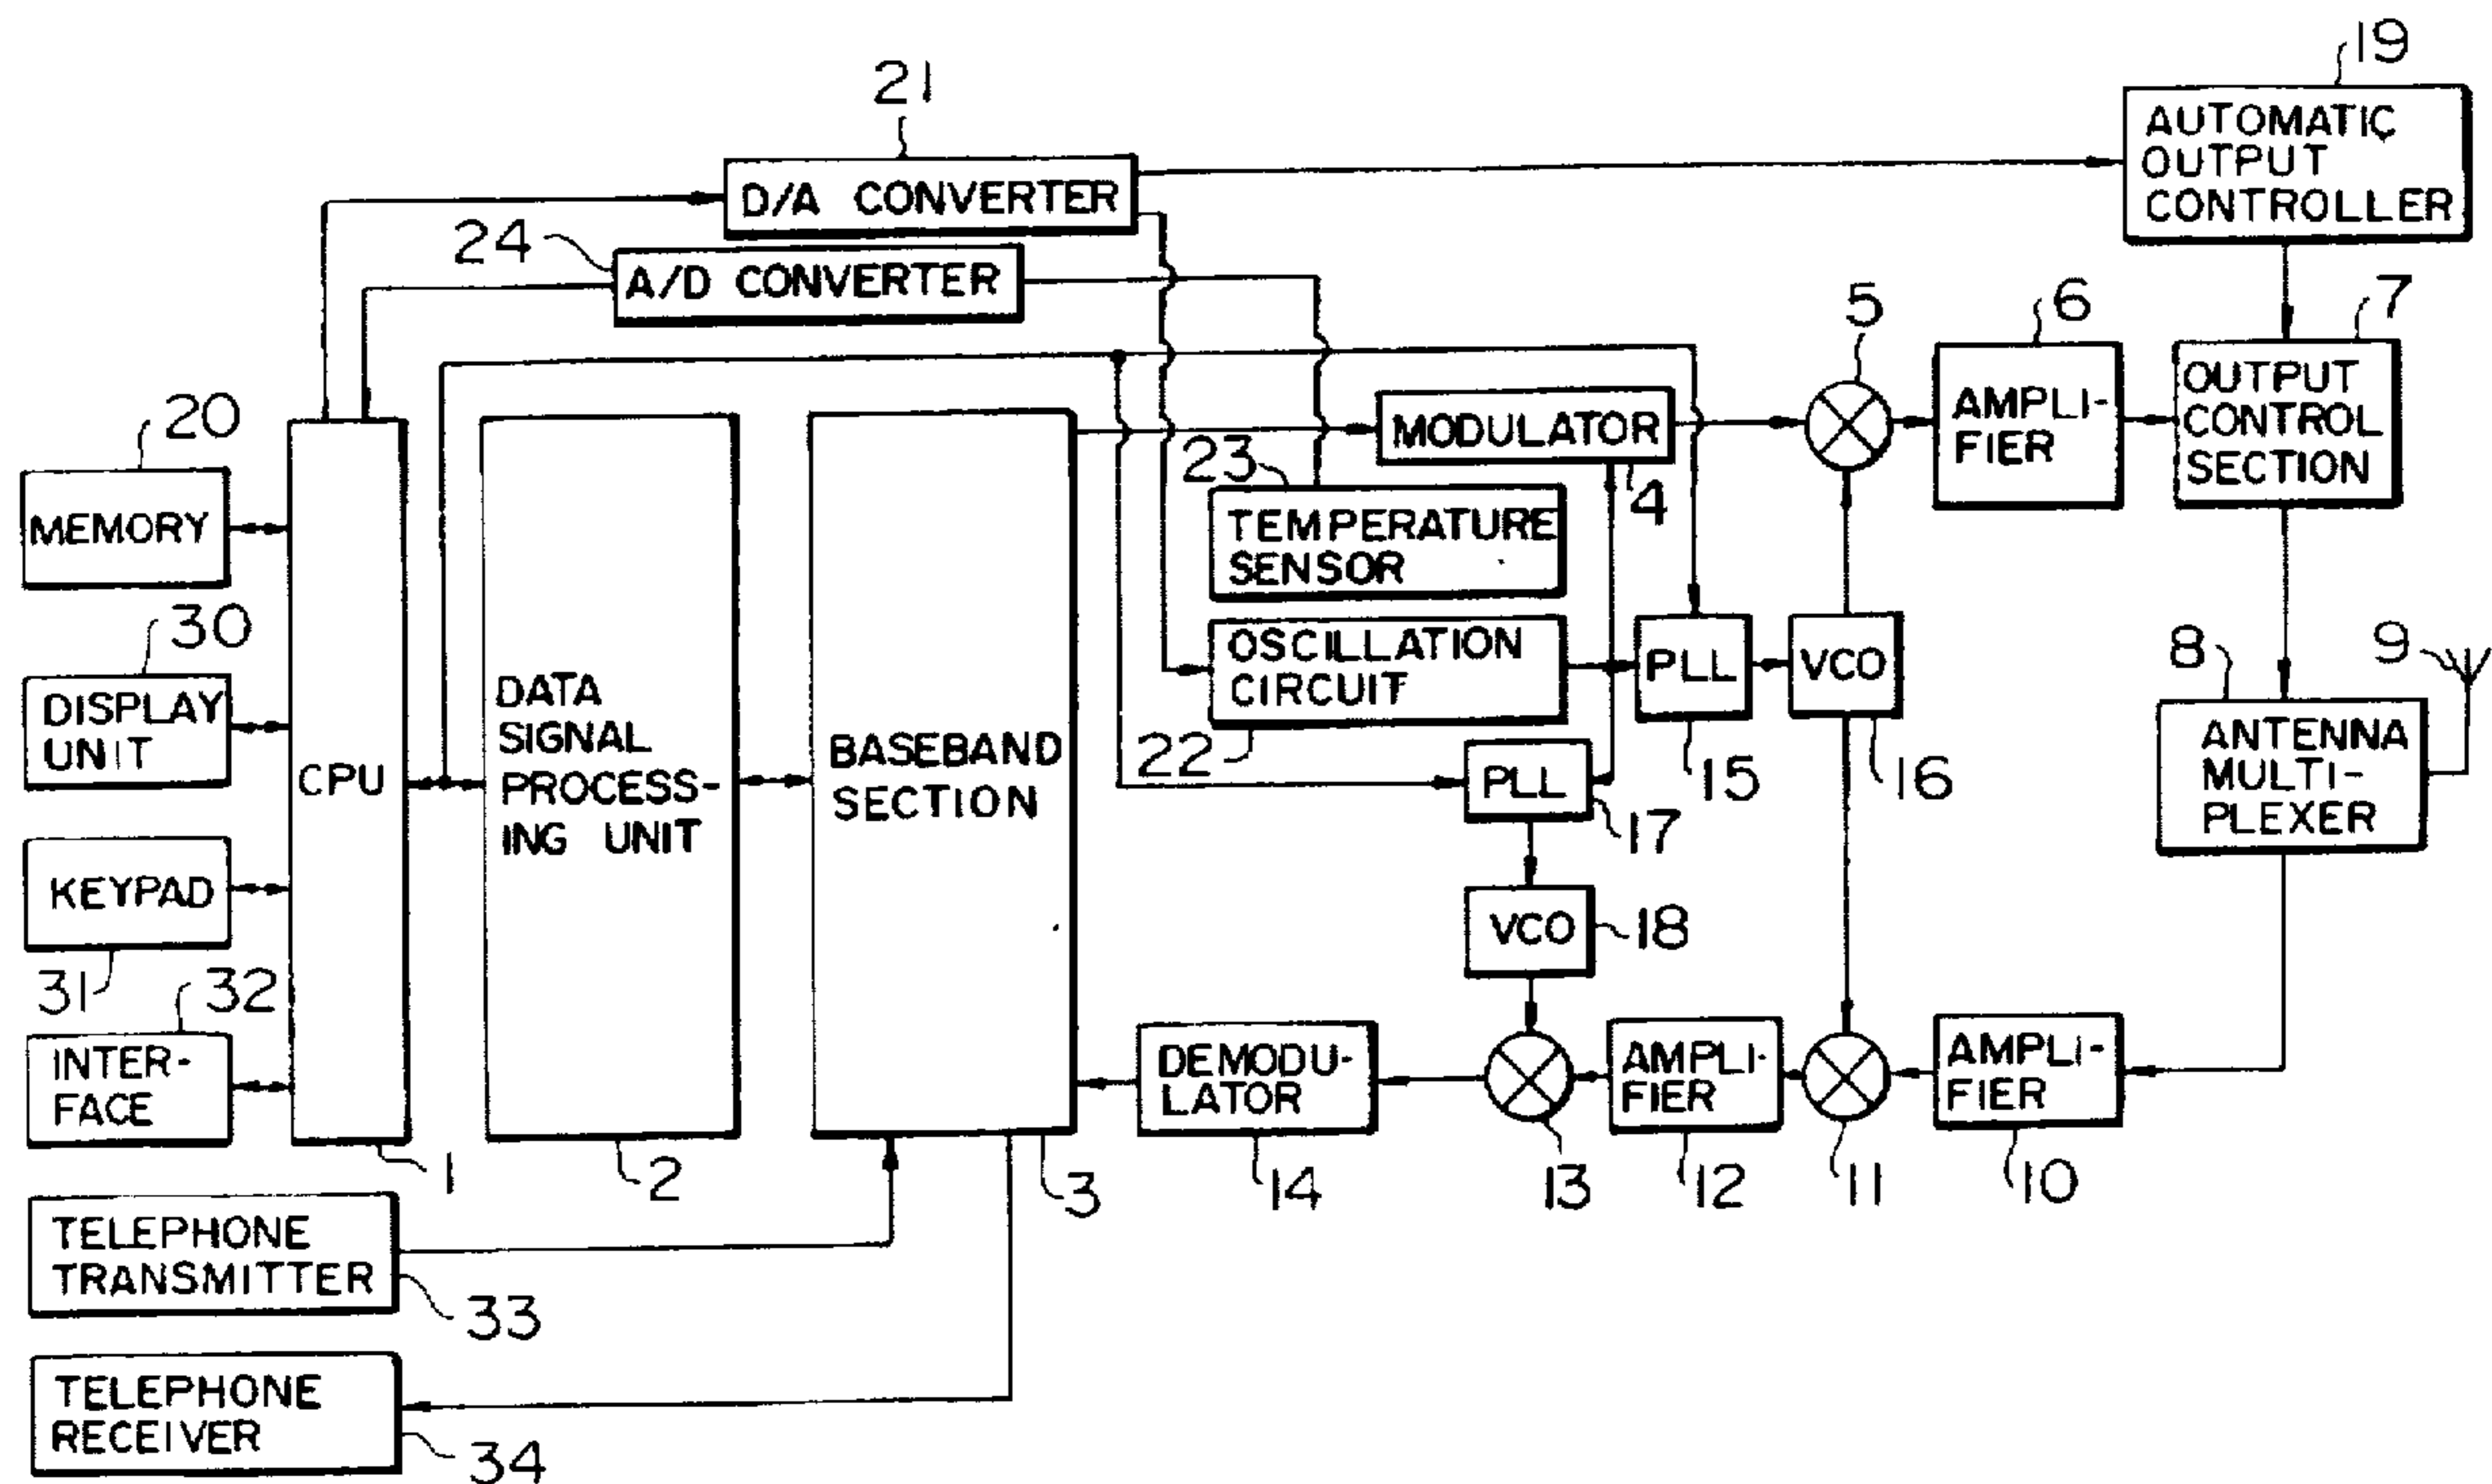 19
21
AUTOMATIC
OUTPUT
CONTROLLER
D/A CONVERTER
24
A/D CONVERTER
5
6
7
20
MODULATOR
AMPLI-
FIER
OUTPUT
CONTROL
SECTION
23
4
MEMORY
TEMPERATURE
SENSOR
30
OSCILLATION
CIRCUIT
PLL
VCO
8
9
DISPLAY
UNIT
CPU
DATA
SIGNAL
PROCESS-
ING UNIT
BASEBAND
SECTION
22
15
16
ANTENNA
MULTI-
PLEXER
PLL
17
KEYPAD
VCO
18
31
32
INTER-
FACE
DEMODU-
LATOR
AMPLI-
FIER
AMPLI-
FIER
1
2
3
14
13
12
11
10
TELEPHONE
TRANSMITTER
33
TELEPHONE
RECEIVER
34